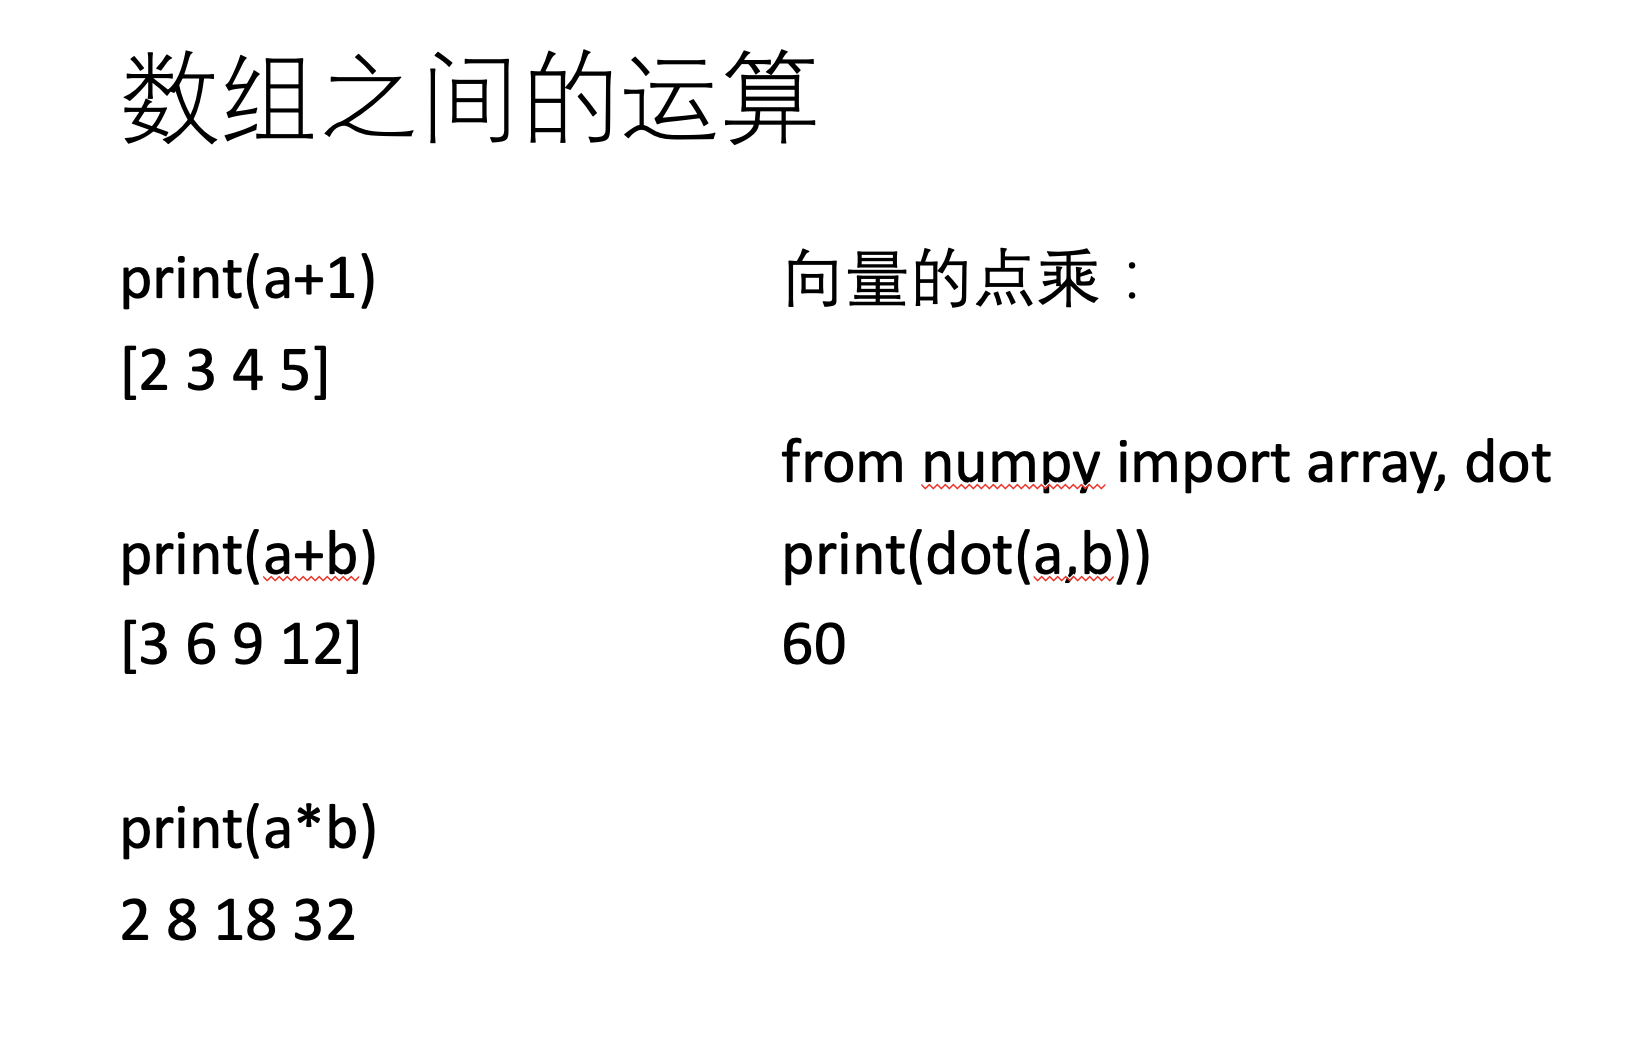 数组之间的运算
print(a+1)
[2 3 4 5]
print(a+b)
[3 6 9 12]
print(a*b)
2 8 18 32
向量的点乘：
from numpy import array, dot
print(dot(a,b))
60